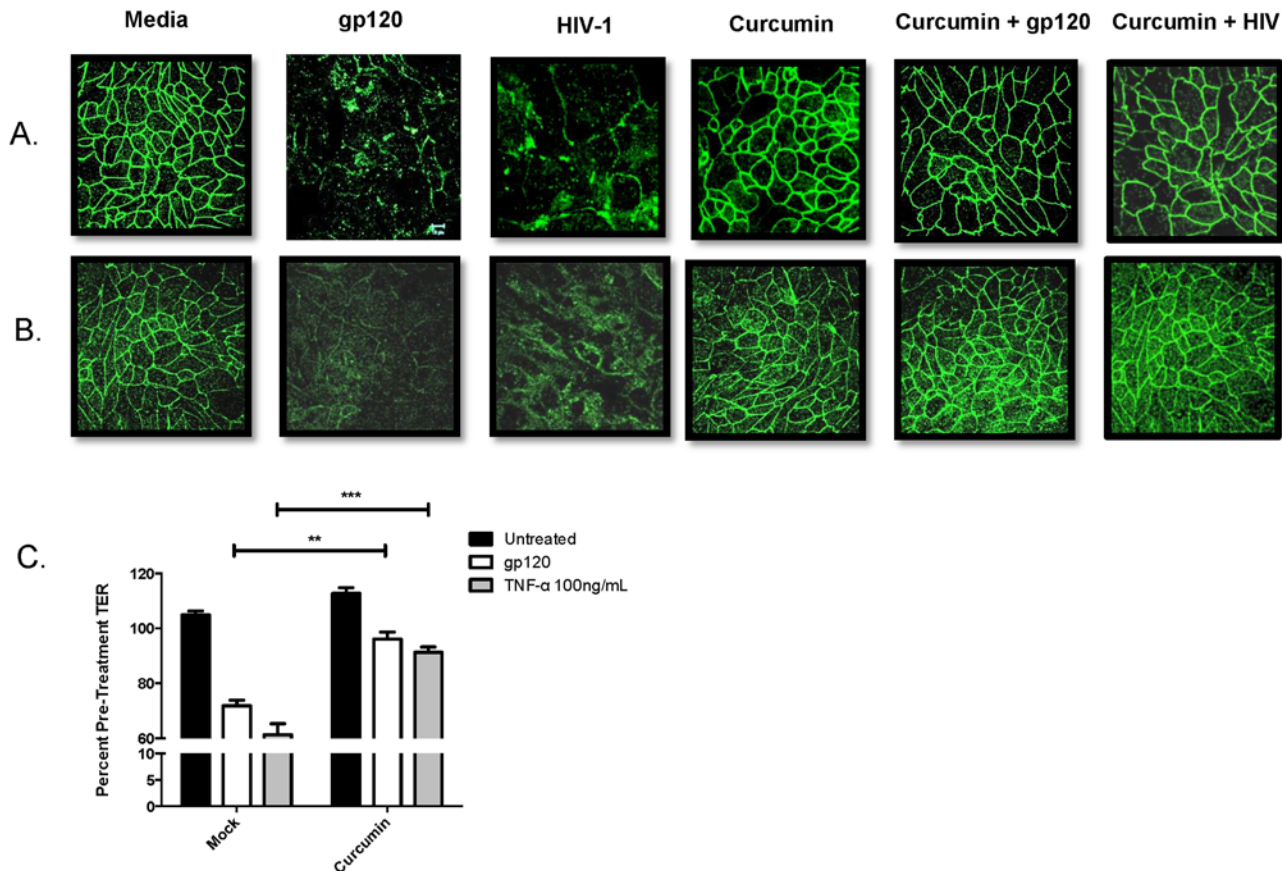 Media gp120 HIV-1 Curcumin Curcumin + gp120 Curcumin + HIV
A.
B.
C.
***
**
Untreated
gp120
TNF-α 100ng/mL
Percent Pre-Treatment TER
120
100
80
60
10
5
0
Mock Curcumin